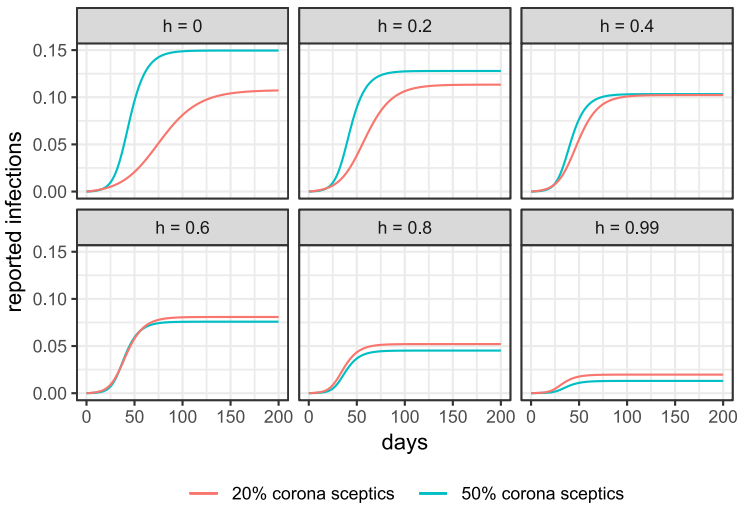 h = 0 h = 0.2 h = 0.4
0.15
0.10
0.05
0.00
h = 0.6 h = 0.8 h = 0.99
0.15
0.10
0.05
0.00
0 50 100 150 200 0 50 100 150 200 0 50 100 150 200
reported infections
days
20% corona sceptics 50% corona sceptics